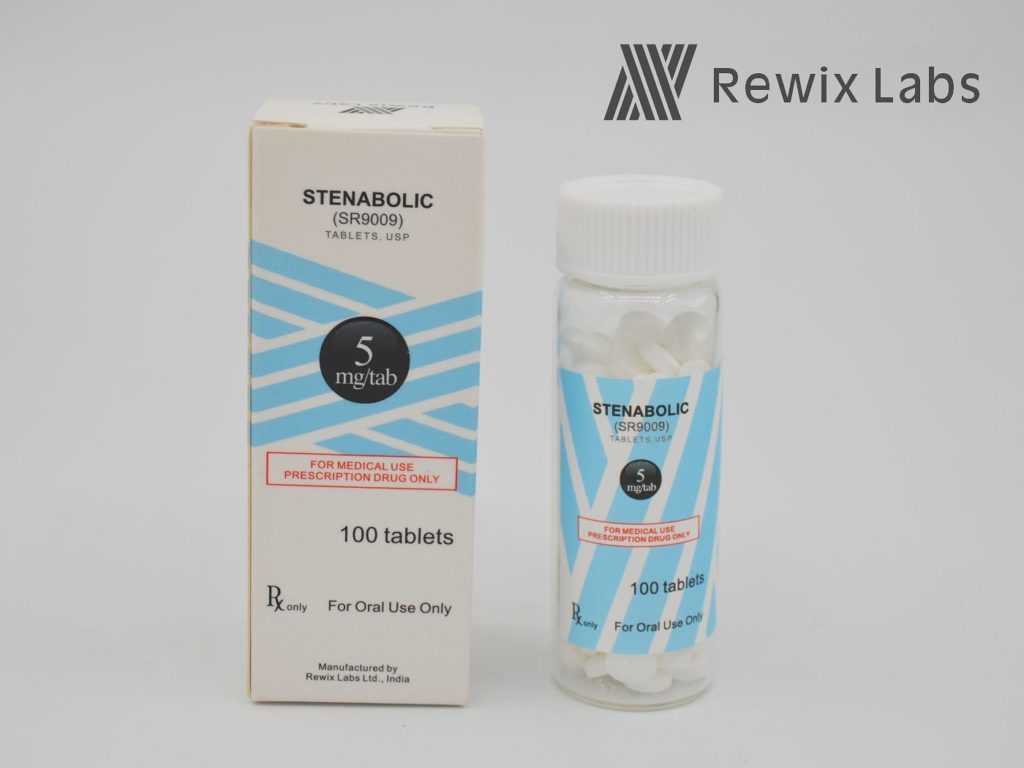 Rewix Labs
STENABOLIC
(SR9009)
TABLETS, USP
5
mg/tab
FOR MEDICAL USE
PRESCRIPTION DRUG ONLY
100 tablets
Rx only
For Oral Use Only
Manufactured by
Rewix Labs Ltd., India
STENABOLIC
(SR9009)
TABLETS, USP
5
mg/tab
FOR MEDICAL USE
PRESCRIPTION DRUG ONLY
100 tablets
Rx only
For Oral Use Only